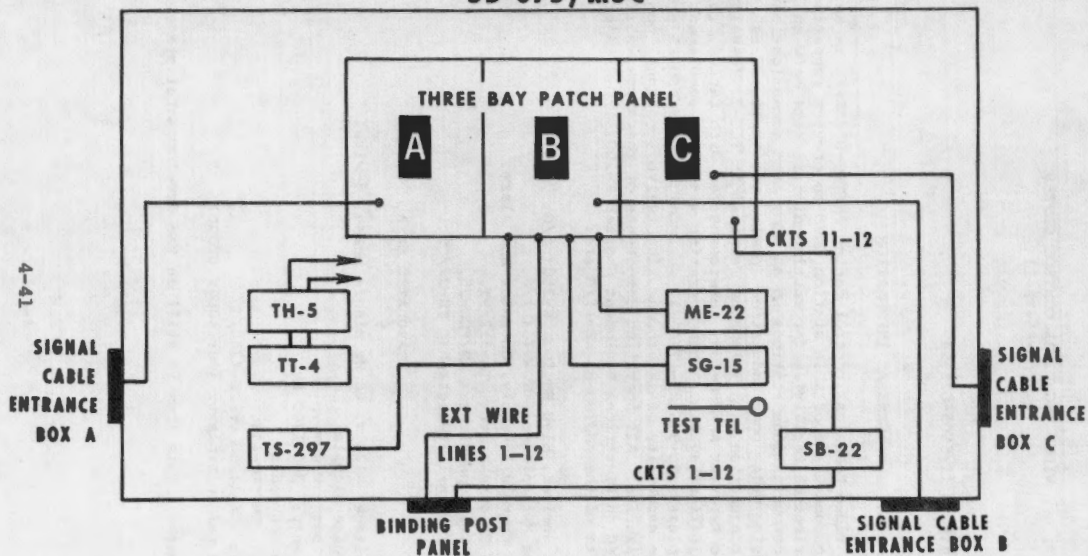 THREE BAY PATCH PANEL
A B C
CKTS 11–12
TH-5
TT-4
ME-22
SG-15
TEST TEL
TS-297
EXT WIRE
LINES 1–12
SB-22
CKTS 1–12
4-41
SIGNAL
CABLE
ENTRANCE
BOX A
SIGNAL
CABLE
ENTRANCE
BOX C
BINDING POST
PANEL
SIGNAL CABLE
ENTRANCE BOX B